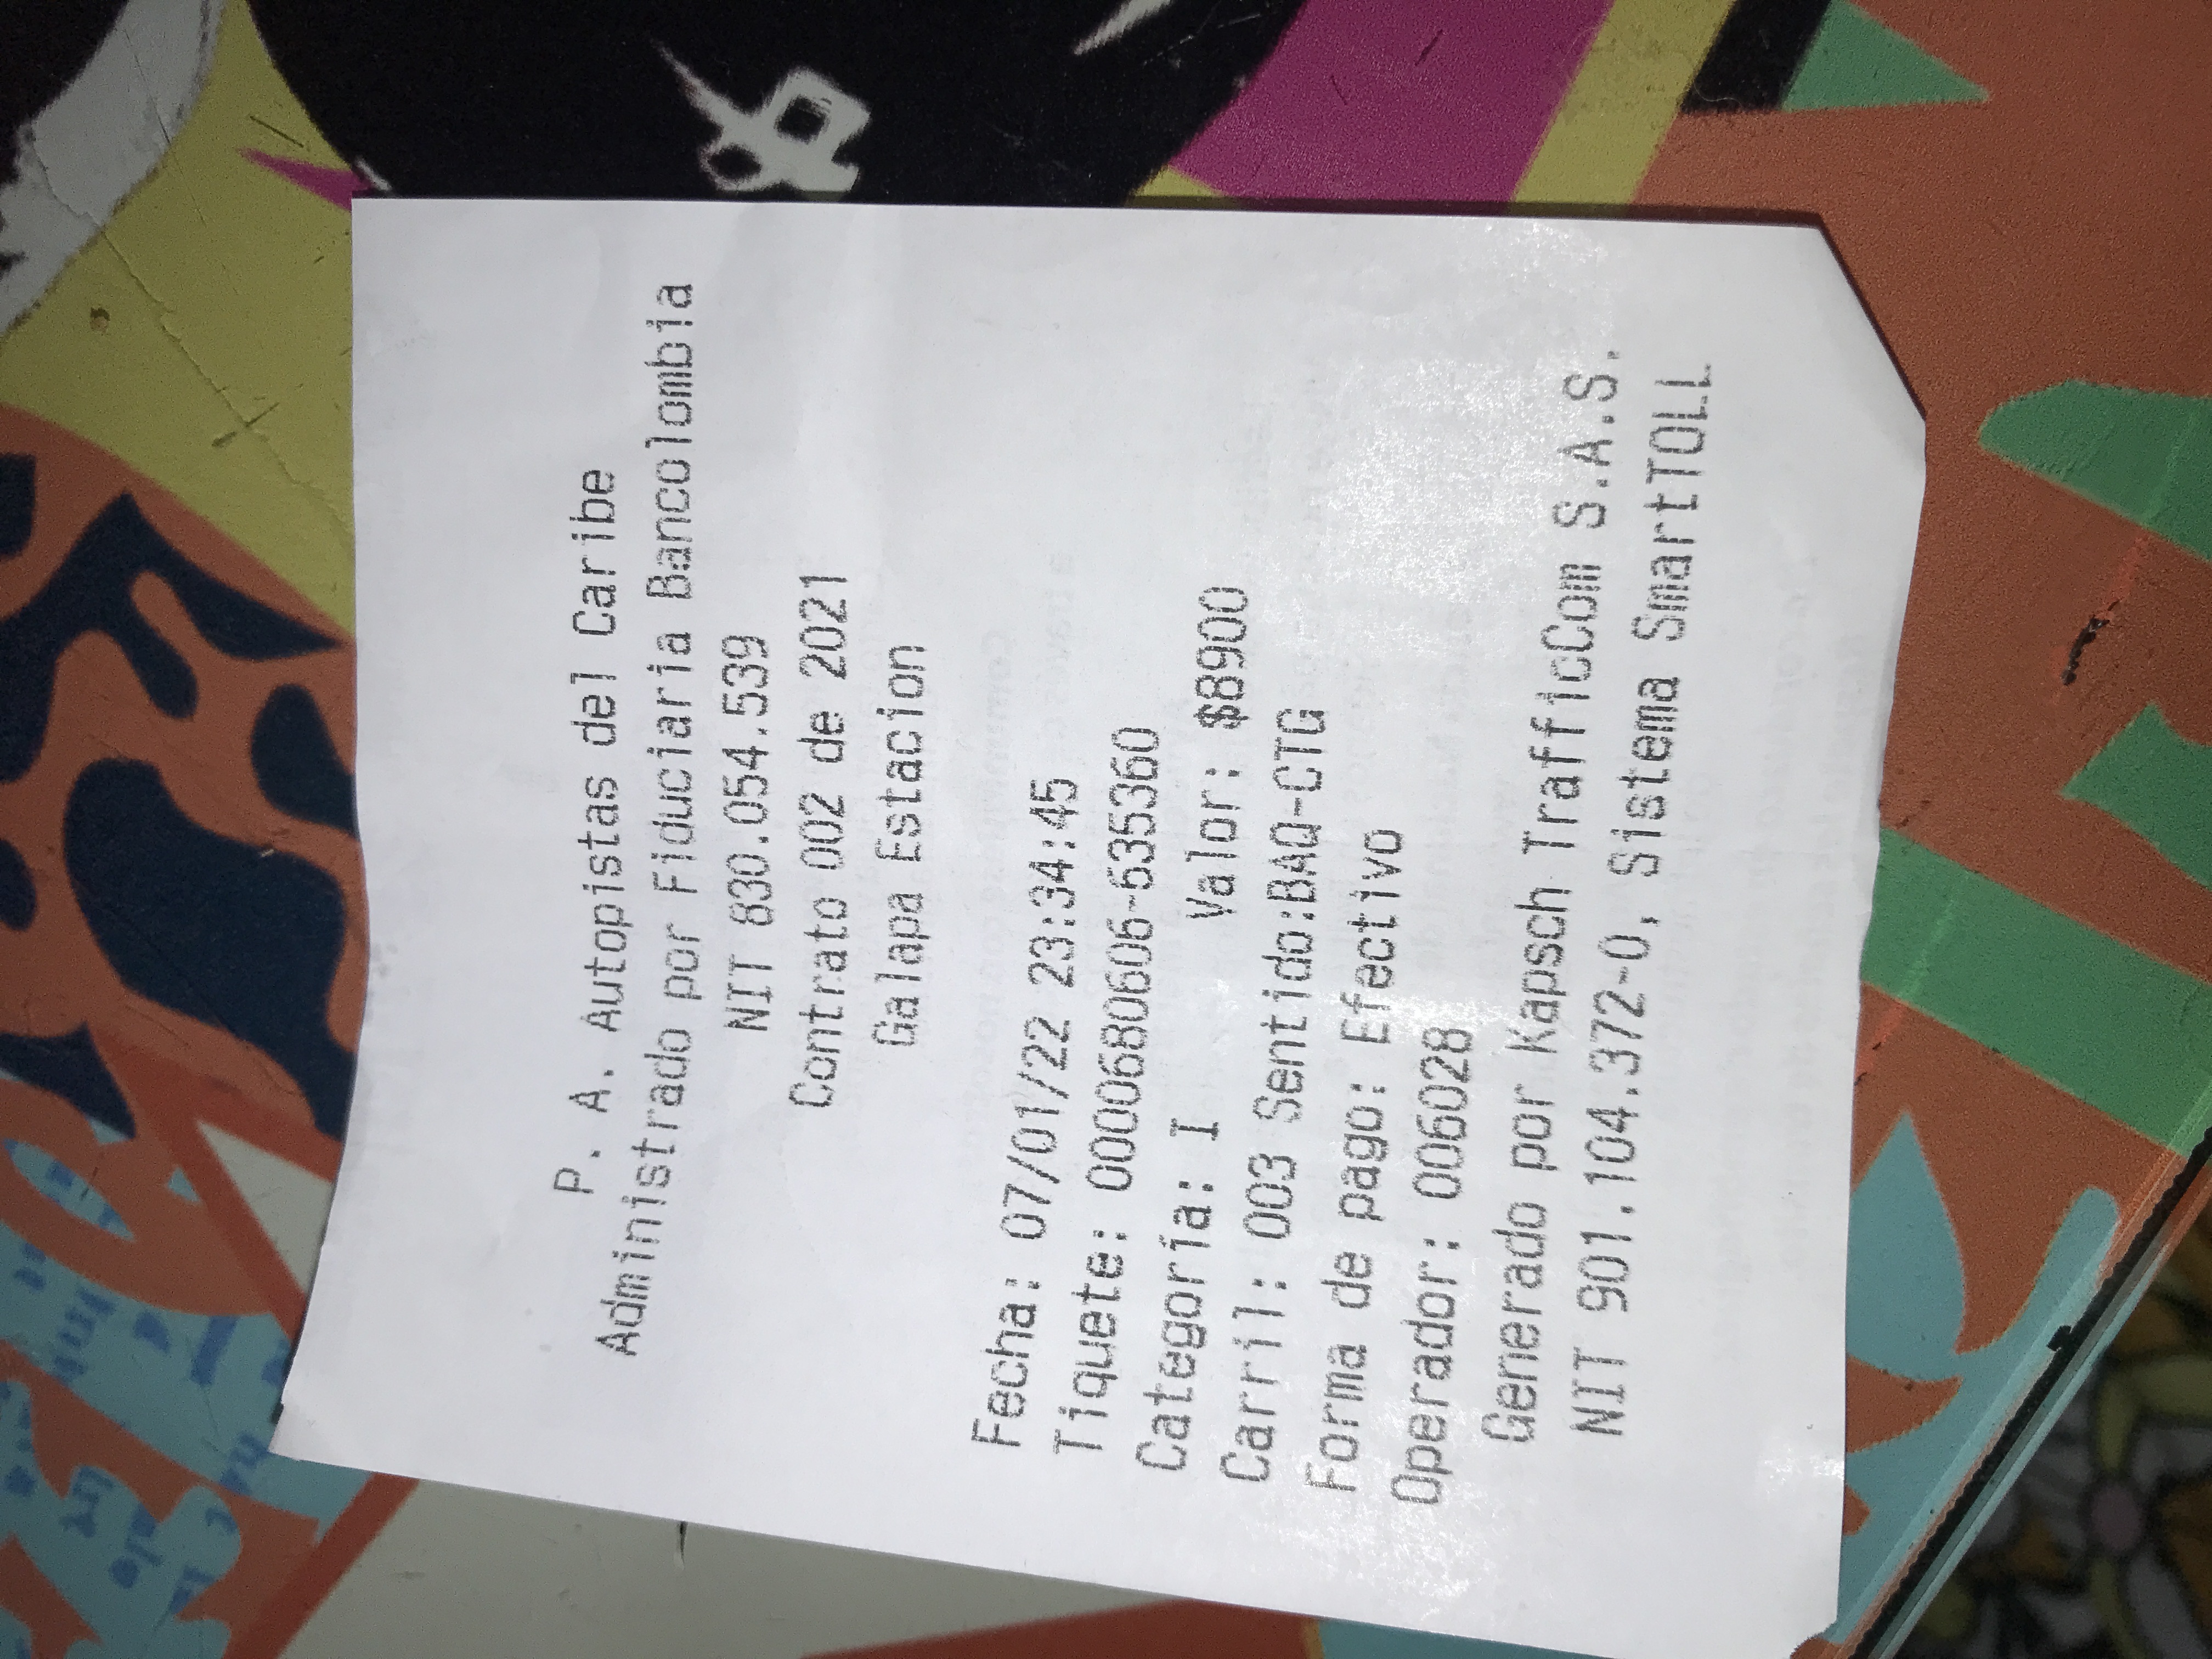 P. A. Autopistas del Caribe
Administrado por Fiduciaria Bancolombia
NIT 830.054.539
Contrato 002 de 2021
Galapa Estacion
Fecha: 07/01/22 23:34:45
Tiquete: 0000680606-635360
Categoría: I Valor: $8900
Carril: 003 Sentido:BAQ-CTG
Forma de pago: Efectivo
Operador: 006028
Generado por Kapsch TrafficCom S.A.S.
NIT 901.104.372-0, Sistema SmartTOLL